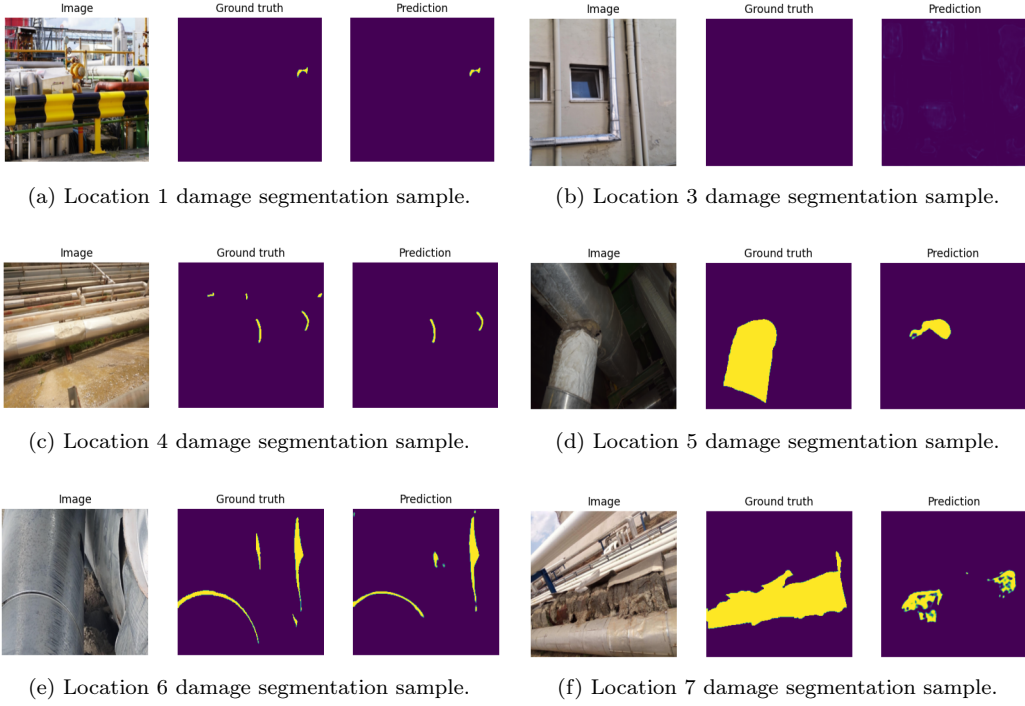 Image Ground truth Prediction
Image Ground truth Prediction
(a) Location 1 damage segmentation sample.
(b) Location 3 damage segmentation sample.
Image Ground truth Prediction
Image Ground truth Prediction
(c) Location 4 damage segmentation sample.
(d) Location 5 damage segmentation sample.
Image Ground truth Prediction
Image Ground truth Prediction
(e) Location 6 damage segmentation sample.
(f) Location 7 damage segmentation sample.